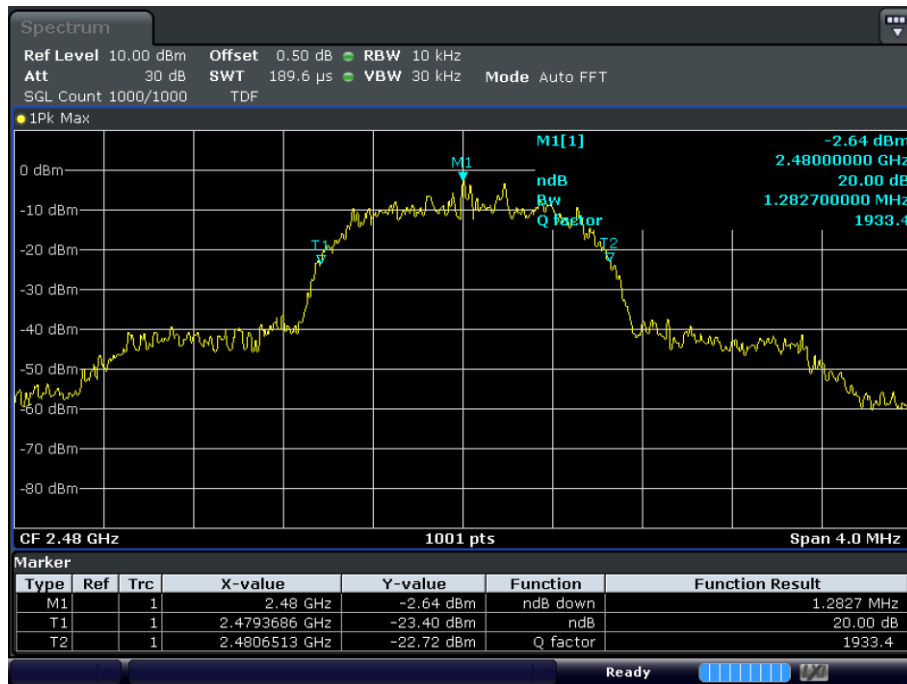 Spectrum
Ref Level 10.00 dBm Offset 0.50 dB RBW 10 kHz
Att 30 dB SWT 189.6 µs VBW 30 kHz Mode Auto FFT
SGL Count 1000/1000 TDF
1Pk Max
M1[1] -2.64 dBm
2.48000000 GHz
ndB 20.00 dB
Bw 1.282700000 MHz
Q factor 1933.4
M1
T1
T2
0 dBm
-10 dBm
-20 dBm
-30 dBm
-40 dBm
-50 dBm
-60 dBm
-70 dBm
-80 dBm
CF 2.48 GHz 1001 pts Span 4.0 MHz
Marker
Type Ref Trc X-value Y-value Function Function Result
M1 1 2.48 GHz -2.64 dBm ndB down 1.2827 MHz
T1 1 2.4793686 GHz -23.40 dBm ndB 20.00 dB
T2 1 2.4806513 GHz -22.72 dBm Q factor 1933.4
Ready